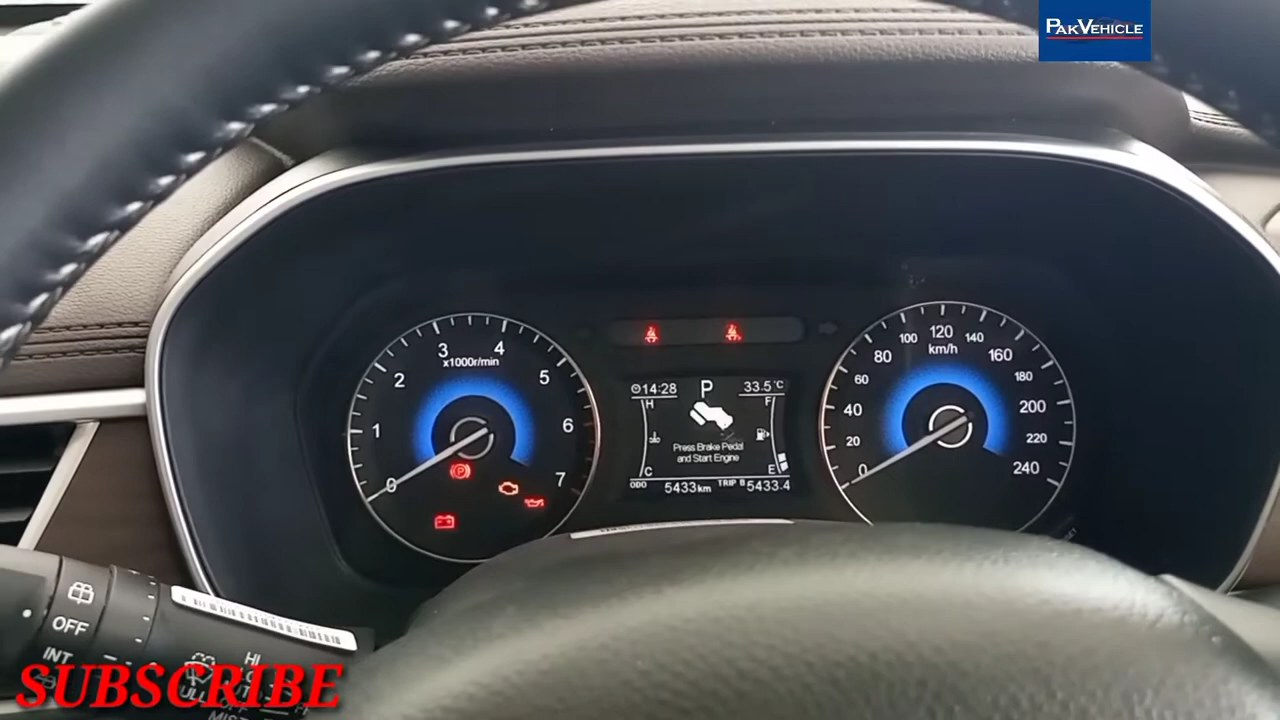 PAKVEHICLE
3
4
x1000r/min
2
5
1
6
0
7
14:28
P
33.5°C
H
F
Press Brake Pedal
and Start Engine
C
E
ODO
5433km
TRIP B
5433.4
120
100
140
km/h
80
160
60
180
40
200
20
220
0
240
OFF
INT
HI
MIST
SUBSCRIBE